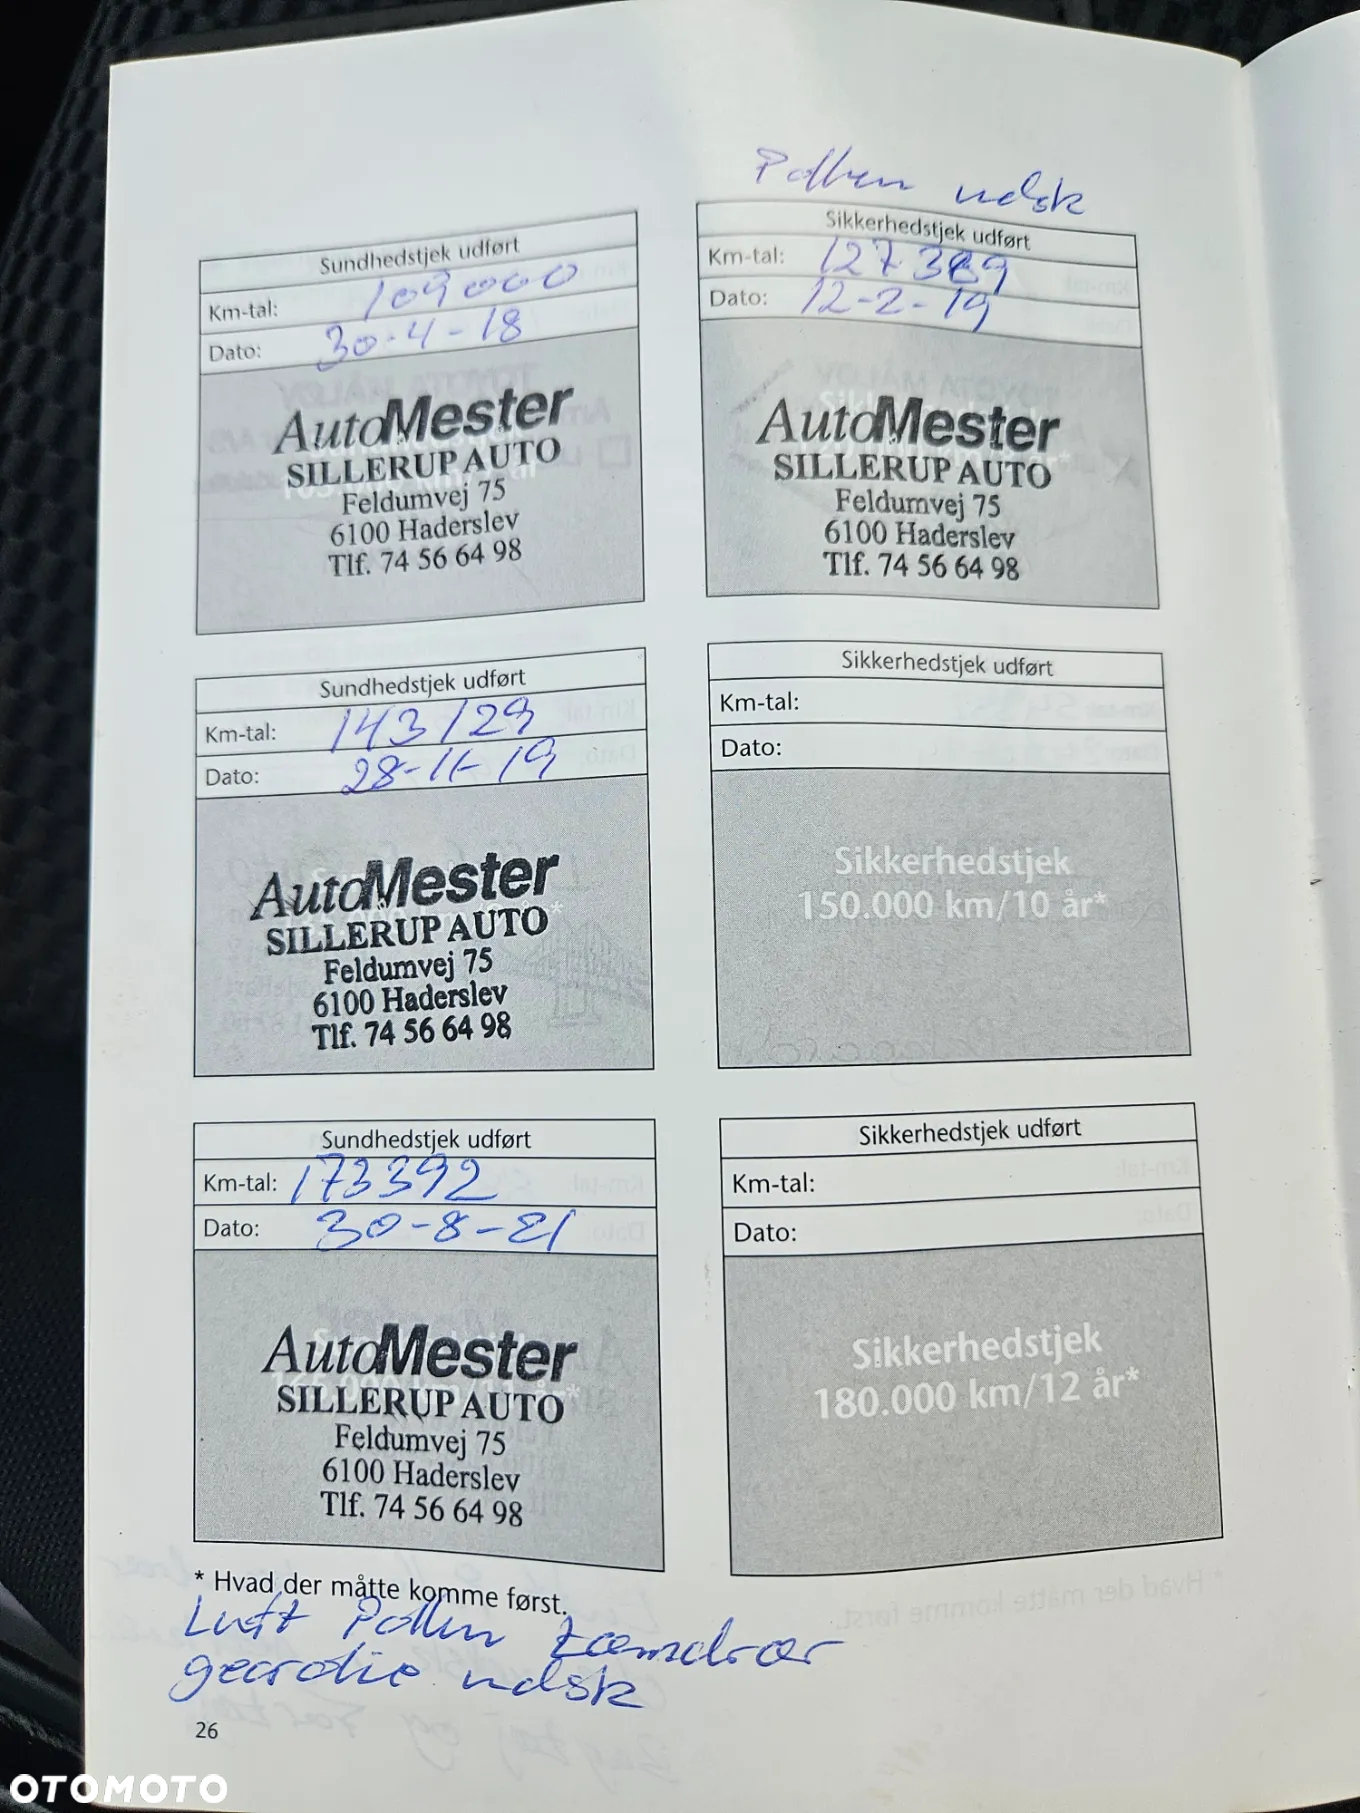 Pollen udsk
Sundhedstjek udført
Km-tal: 109000
Dato: 30-4-18
AutoMester
SILLERUP AUTO
Feldumvej 75
6100 Haderslev
Tlf. 74 56 64 98
Sikkerhedstjek udført
Km-tal: 127389
Dato: 12-2-19
AutoMester
SILLERUP AUTO
Feldumvej 75
6100 Haderslev
Tlf. 74 56 64 98
Sundhedstjek udført
Km-tal: 143129
Dato: 28-11-19
AutoMester
SILLERUP AUTO
Feldumvej 75
6100 Haderslev
Tlf. 74 56 64 98
Sikkerhedstjek udført
Km-tal:
Dato:
Sikkerhedstjek
150.000 km/10 år*
Sundhedstjek udført
Km-tal: 173392
Dato: 30-8-21
AutoMester
SILLERUP AUTO
Feldumvej 75
6100 Haderslev
Tlf. 74 56 64 98
Sikkerhedstjek udført
Km-tal:
Dato:
Sikkerhedstjek
180.000 km/12 år*
* Hvad der måtte komme først.
Luft Pollen tændrør
gearolie udsk
26
OTOMOTO